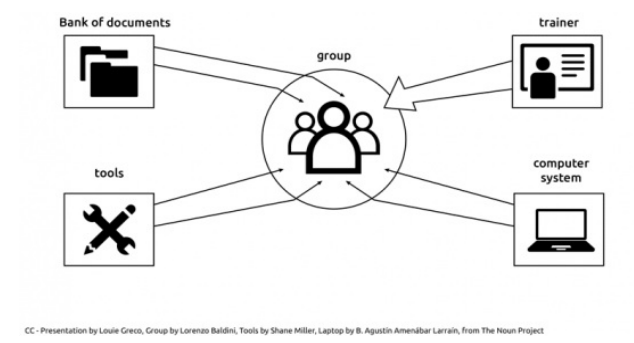 Bank of documents
trainer
group
tools
computer
system
CC - Presentation by Louie Greco, Group by Lorenzo Baldini, Tools by Shane Miller, Laptop by B. Agustín Amenábar Larraín, from The Noun Project